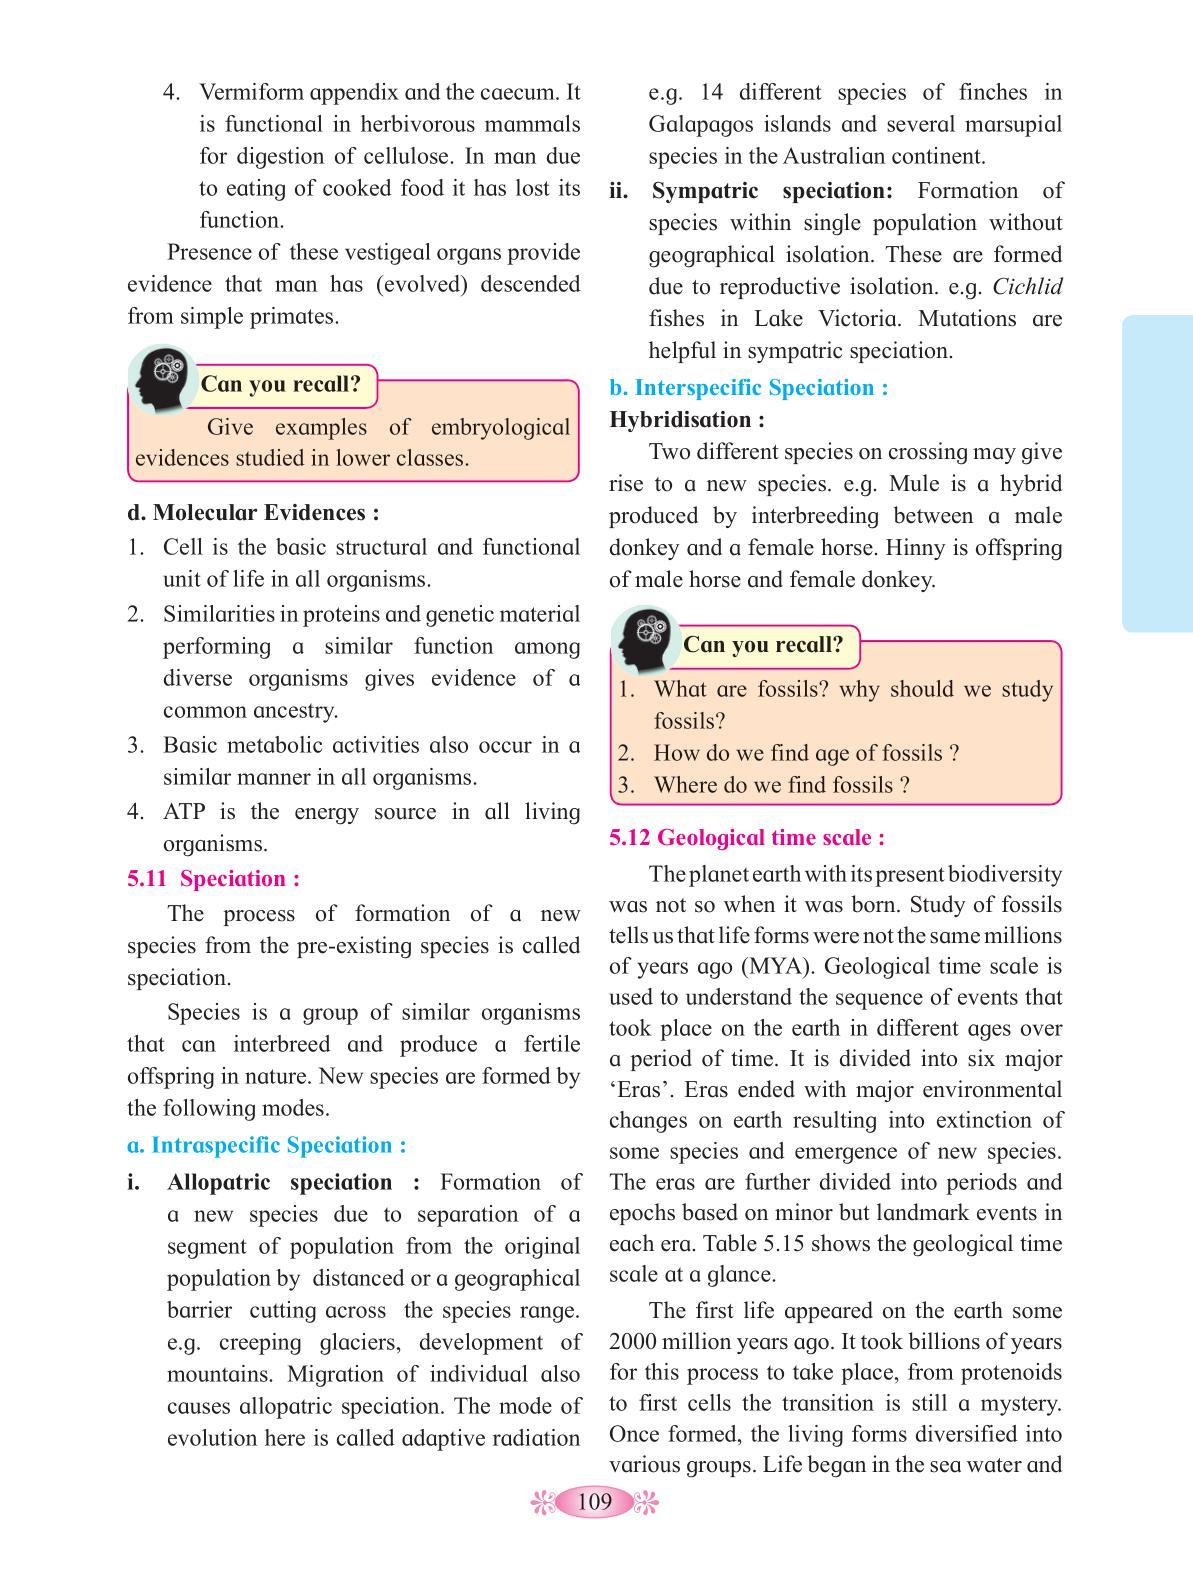 4. Vermiform appendix and the caecum. It
is functional in herbivorous mammals
for digestion of cellulose. In man due
to eating of cooked food it has lost its
function.
Presence of these vestigeal organs provide
evidence that man has (evolved) descended
from simple primates.
Can you recall?
Give examples of embryological
evidences studied in lower classes.
d. Molecular Evidences :
1. Cell is the basic structural and functional
unit of life in all organisms.
2. Similarities in proteins and genetic material
performing a similar function among
diverse organisms gives evidence of a
common ancestry.
3. Basic metabolic activities also occur in a
similar manner in all organisms.
4. ATP is the energy source in all living
organisms.
5.11 Speciation :
The process of formation of a new
species from the pre-existing species is called
speciation.
Species is a group of similar organisms
that can interbreed and produce a fertile
offspring in nature. New species are formed by
the following modes.
a. Intraspecific Speciation :
i. Allopatric speciation : Formation of
a new species due to separation of a
segment of population from the original
population by distanced or a geographical
barrier cutting across the species range.
e.g. creeping glaciers, development of
mountains. Migration of individual also
causes allopatric speciation. The mode of
evolution here is called adaptive radiation
e.g. 14 different species of finches in
Galapagos islands and several marsupial
species in the Australian continent.
ii. Sympatric speciation: Formation of
species within single population without
geographical isolation. These are formed
due to reproductive isolation. e.g. Cichlid
fishes in Lake Victoria. Mutations are
helpful in sympatric speciation.
b. Interspecific Speciation :
Hybridisation :
Two different species on crossing may give
rise to a new species. e.g. Mule is a hybrid
produced by interbreeding between a male
donkey and a female horse. Hinny is offspring
of male horse and female donkey.
Can you recall?
1. What are fossils? why should we study
fossils?
2. How do we find age of fossils ?
3. Where do we find fossils ?
5.12 Geological time scale :
The planet earth with its present biodiversity
was not so when it was born. Study of fossils
tells us that life forms were not the same millions
of years ago (MYA). Geological time scale is
used to understand the sequence of events that
took place on the earth in different ages over
a period of time. It is divided into six major
‘Eras’. Eras ended with major environmental
changes on earth resulting into extinction of
some species and emergence of new species.
The eras are further divided into periods and
epochs based on minor but landmark events in
each era. Table 5.15 shows the geological time
scale at a glance.
The first life appeared on the earth some
2000 million years ago. It took billions of years
for this process to take place, from protenoids
to first cells the transition is still a mystery.
Once formed, the living forms diversified into
various groups. Life began in the sea water and
109